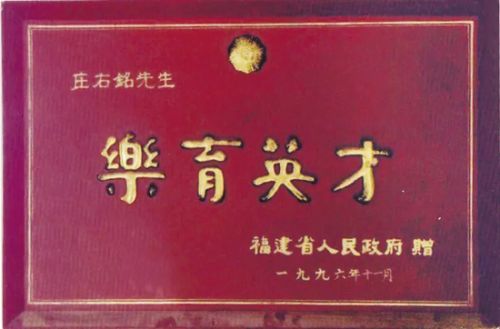 庄右銘先生
樂育英才
福建省人民政府 贈
一九九六年十一月